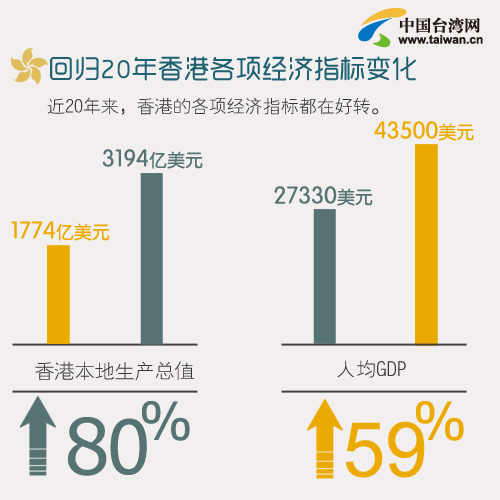 中国台湾网
www.taiwan.cn
回归20年香港各项经济指标变化
近20年来，香港的各项经济指标都在好转。
1774亿美元
3194亿美元
27330美元
43500美元
香港本地生产总值
人均GDP
80%
59%